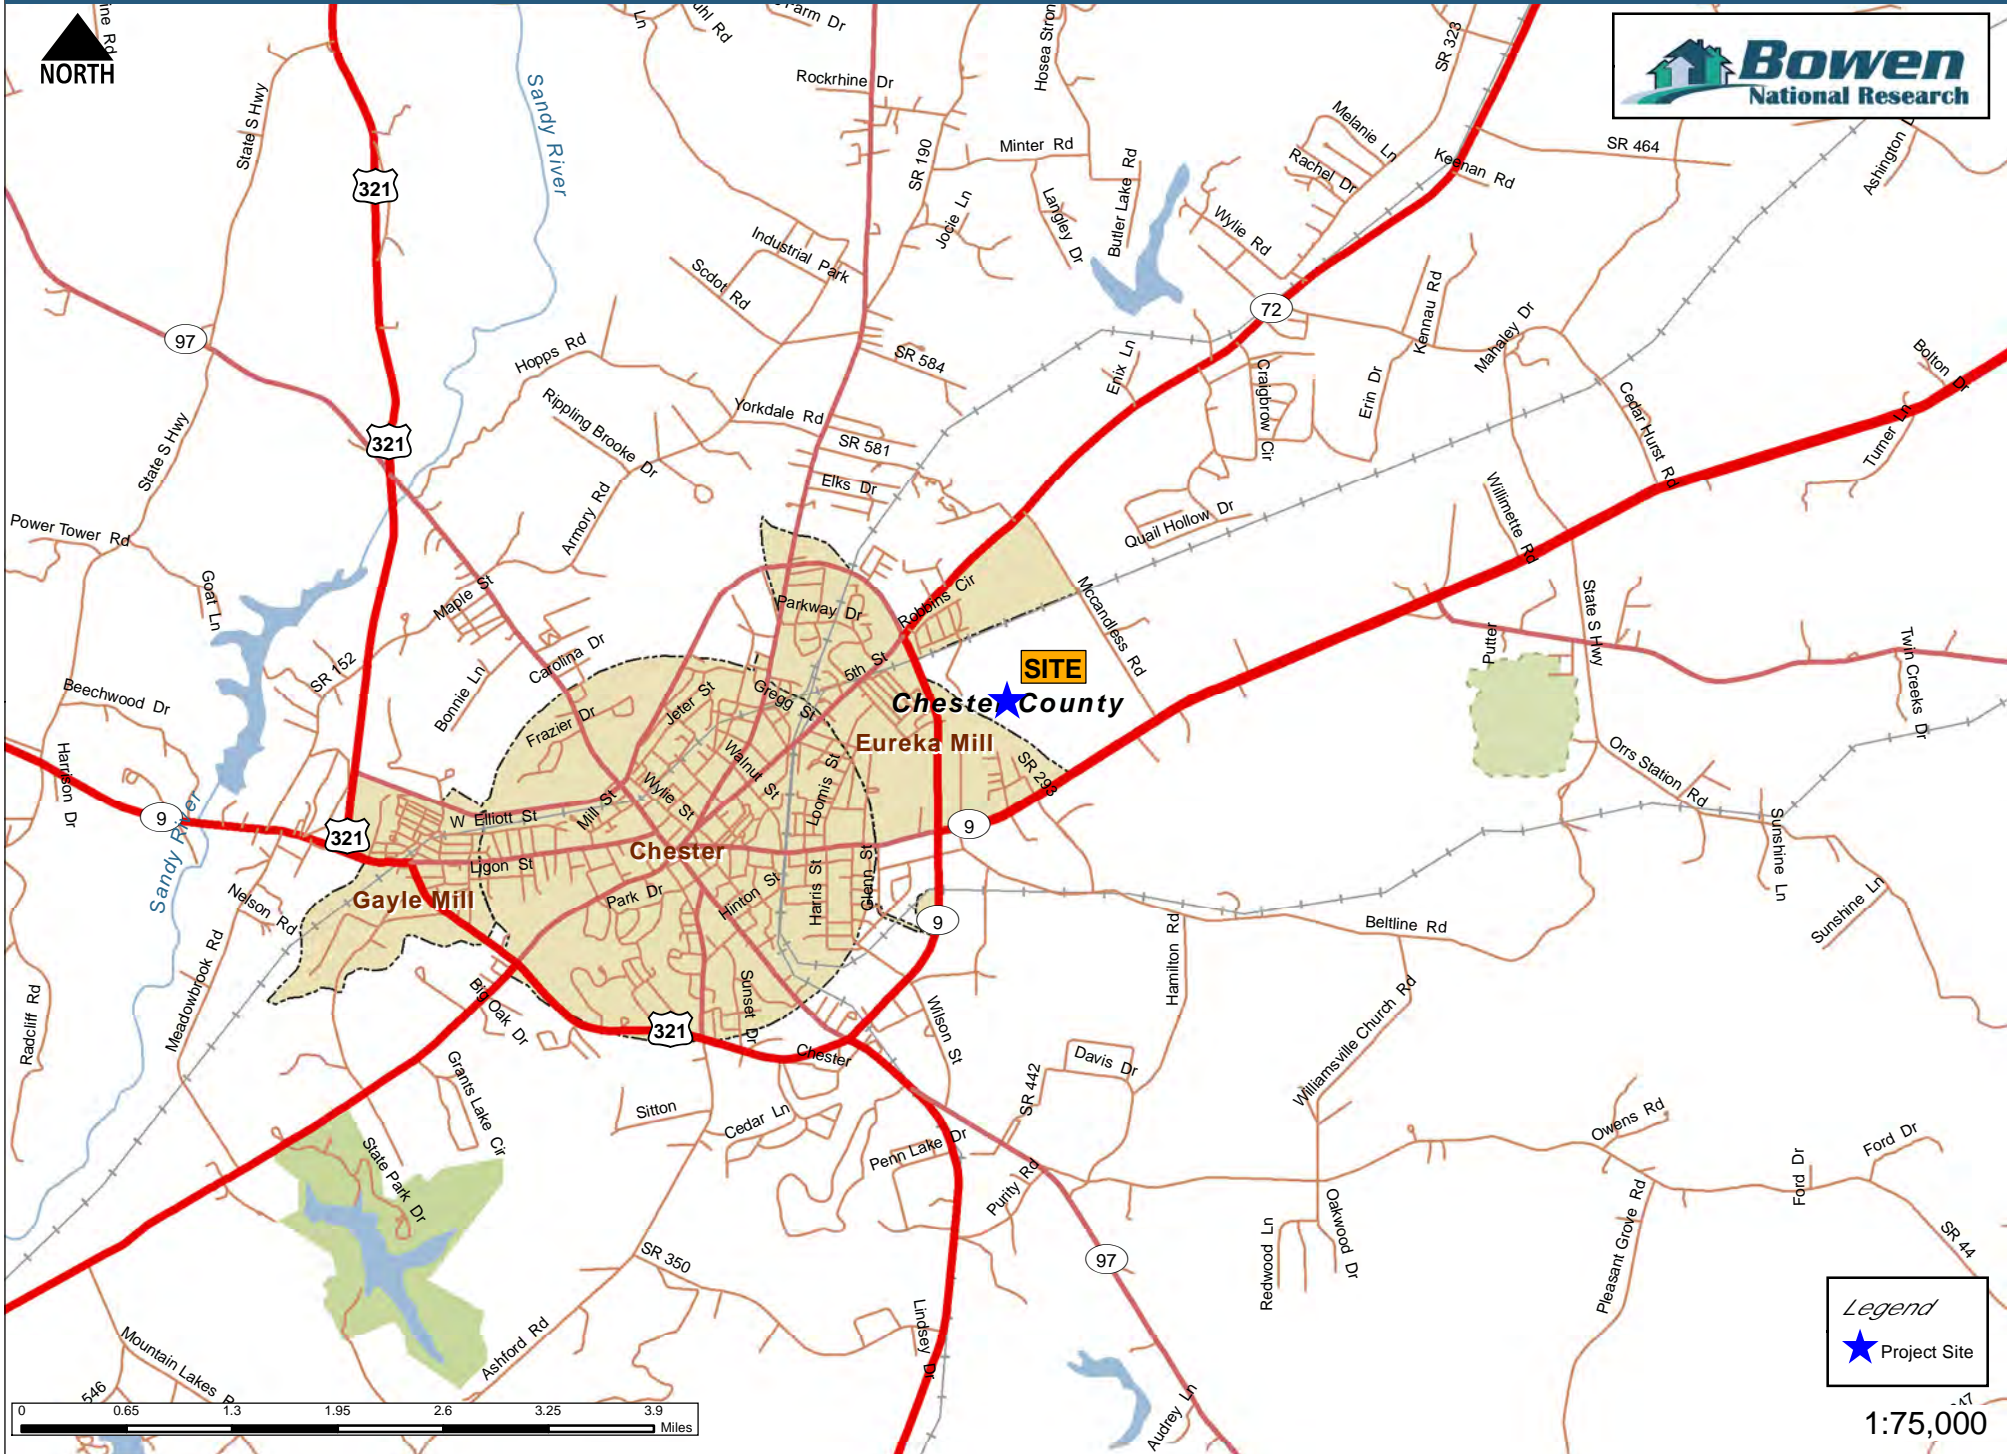 NORTH
Bowen
National Research
Farm Dr
Ln
Rockrhine Dr
Hosea Stron
SR 323
State S Hwy
Sandy River
321
SR 190
Minter Rd
Melanie Ln
Rachel Dr
Keenan Rd
SR 464
Ashington
Jocie Ln
Langley Dr
Butler Lake Rd
Wylie Rd
Industrial Park
Scdot Rd
97
72
Kennau Rd
Mahaley Dr
Hopps Rd
SR 584
Enix Ln
Craigbrow Cir
Erin Dr
Cedar Hurst Rd
Bolton Dr
Turner Ln
Rippling Brooke Dr
Yorkdale Rd
SR 581
Elks Dr
321
State S Hwy
Armory Rd
Quail Hollow Dr
Willimette Rd
Power Tower Rd
Goat Ln
Maple St
Parkway Dr
Robbins Cir
Mccandless Rd
State S Hwy
Putter
Twin Creeks Dr
SR 152
Bonnie Ln
Carolina Dr
5th St
SITE
Chester County
Beechwood Dr
Frazier Dr
Jeter St
Gregg St
Eureka Mill
Harrison Dr
Walnut St
Wylie St
Mill St
Loomis St
SR 293
Orrs Station Rd
9
321
W Elliott St
9
Sandy River
Ligon St
Chester
Sunshine Ln
Gayle Mill
Park Dr
Hinton St
Harris St
Glenn St
9
Nelson Rd
Beltline Rd
Sunshine Ln
Meadowbrook Rd
Hamilton Rd
Radcliff Rd
Big Oak Dr
321
Sunset Dr
Chester
Wilson St
Williamsville Church Rd
Grants Lake Cir
SR 442
Davis Dr
Sitton
Cedar Ln
Owens Rd
State Park Dr
Penn Lake Dr
Purity Rd
Ford Dr
Ford Dr
Redwood Ln
Oakwood Dr
Pleasant Grove Rd
SR 44
SR 350
97
Ashford Rd
Lindsey Dr
Mountain Lakes R
546
Audrey Ln
Legend
Project Site
0 0.65 1.3 1.95 2.6 3.25 3.9
Miles
1:75,000